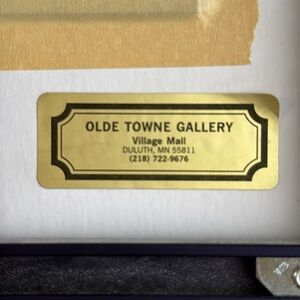 OLDE TOWNE GALLERY
Village Mall
DULUTH, MN 55811
(218) 722-9676